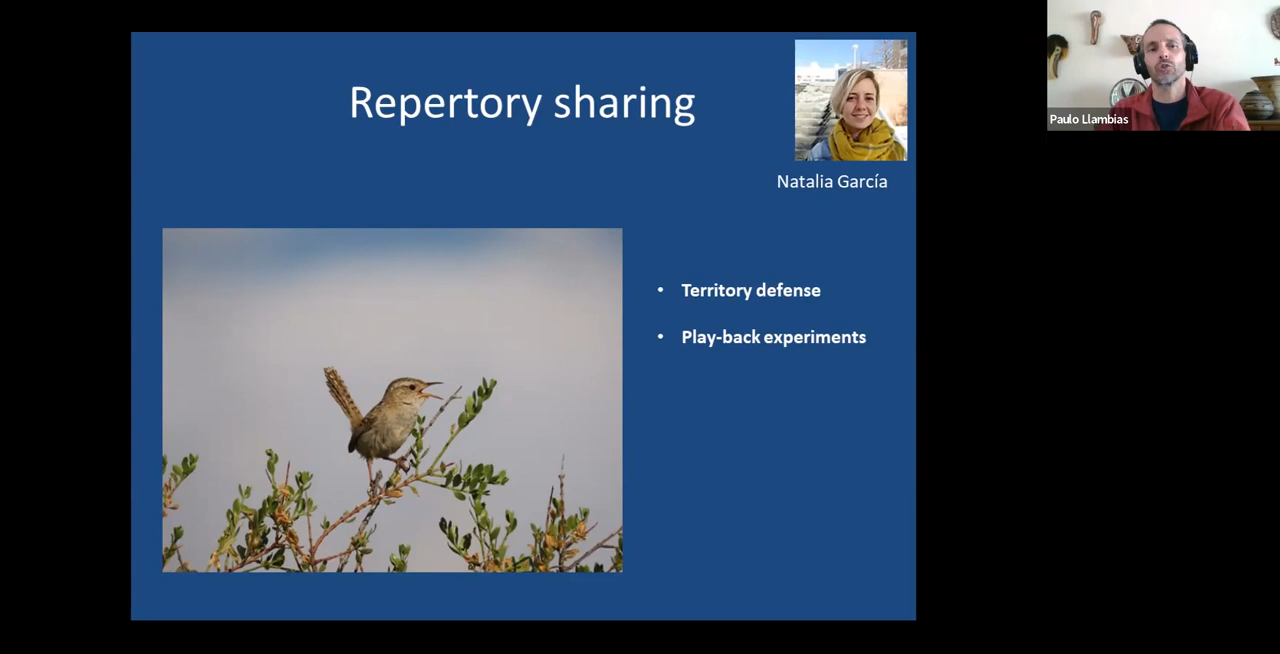 Repertory sharing
Natalia García
• Territory defense
• Play-back experiments
Paulo Llambias